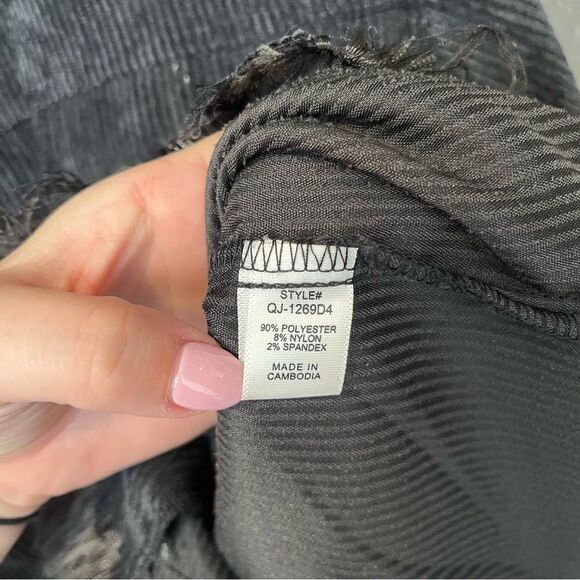 STYLE#
QJ-1269D4
90% POLYESTER
8% NYLON
2% SPANDEX
MADE IN
CAMBODIA